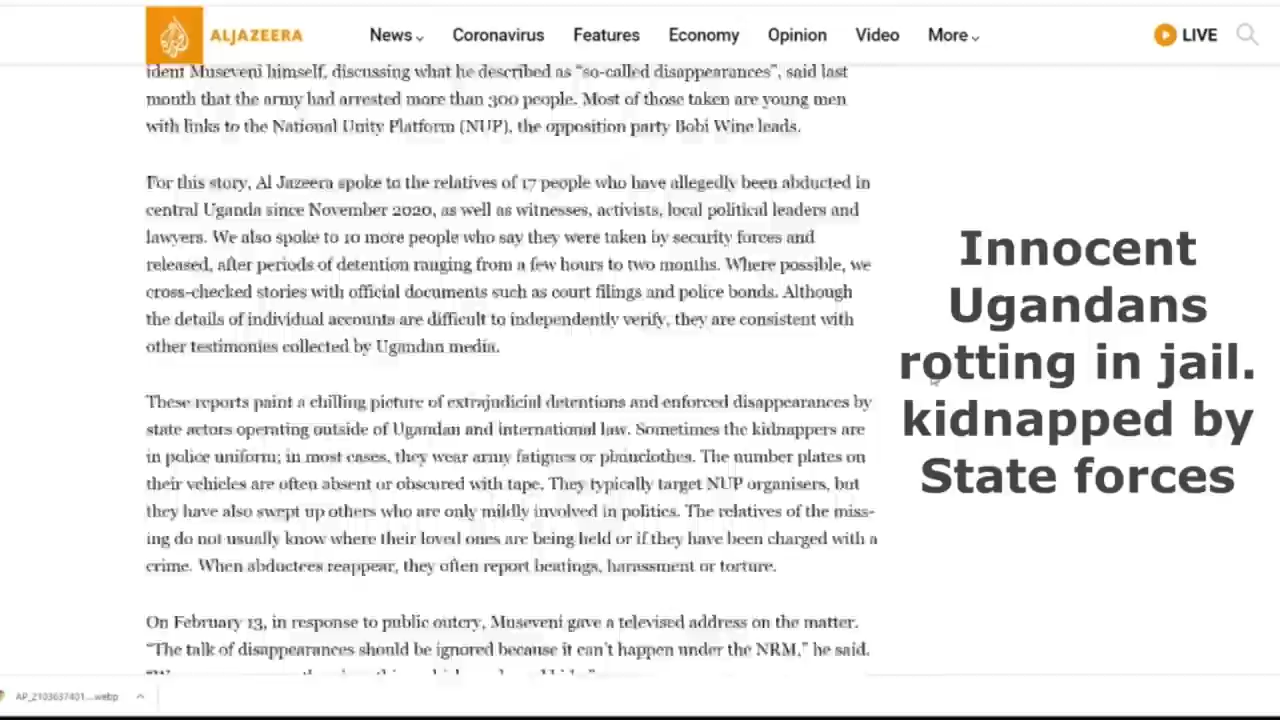 ALJAZEERA
News Coronavirus Features Economy Opinion Video More LIVE
ident Museveni himself, discussing what he described as “so-called disappearances”, said last
month that the army had arrested more than 300 people. Most of those taken are young men
with links to the National Unity Platform (NUP), the opposition party Bobi Wine leads.
For this story, Al Jazeera spoke to the relatives of 17 people who have allegedly been abducted in
central Uganda since November 2020, as well as witnesses, activists, local political leaders and
lawyers. We also spoke to 10 more people who say they were taken by security forces and
released, after periods of detention ranging from a few hours to two months. Where possible, we
cross-checked stories with official documents such as court filings and police bonds. Although
the details of individual accounts are difficult to independently verify, they are consistent with
other testimonies collected by Ugandan media.
These reports paint a chilling picture of extrajudicial detentions and enforced disappearances by
state actors operating outside of Ugandan and international law. Sometimes the kidnappers are
in police uniform; in most cases, they wear army fatigues or plainclothes. The number plates on
their vehicles are often absent or obscured with tape. They typically target NUP organisers, but
they have also swept up others who are only mildly involved in politics. The relatives of the miss-
ing do not usually know where their loved ones are being held or if they have been charged with a
crime. When abductees reappear, they often report beatings, harassment or torture.
On February 13, in response to public outcry, Museveni gave a televised address on the matter.
“The talk of disappearances should be ignored because it can’t happen under the NRM,” he said.
Innocent
Ugandans
rotting in jail.
kidnapped by
State forces
AP_2103637401....webp